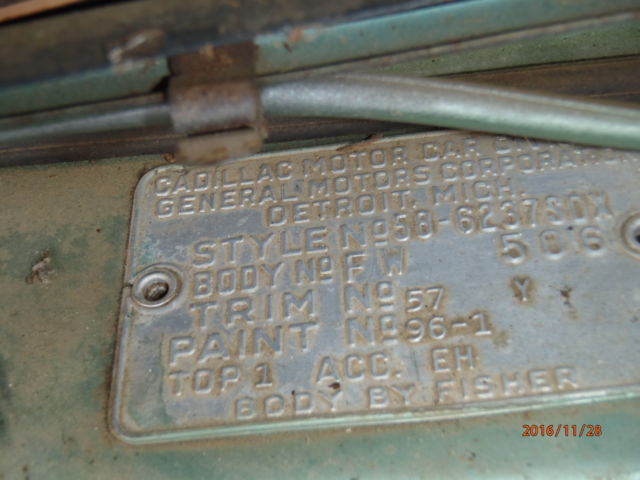 CADILLAC MOTOR CAR
GENERAL MOTORS CORPORATION
DETROIT, MICH.
STYLE No 58-6237SDX
BODY No FW 506
TRIM No 57 Y
PAINT No 96-1
TOP 1 ACC. EH
BODY BY FISHER
2016/11/28